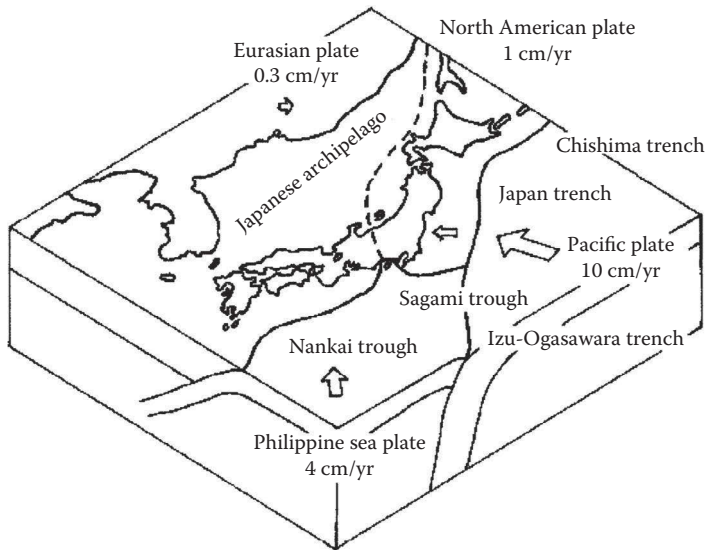 North American plate
1 cm/yr
Eurasian plate
0.3 cm/yr
Japanese archipelago
Chishima trench
Japan trench
Pacific plate
10 cm/yr
Sagami trough
Izu-Ogasawara trench
Nankai trough
Philippine sea plate
4 cm/yr